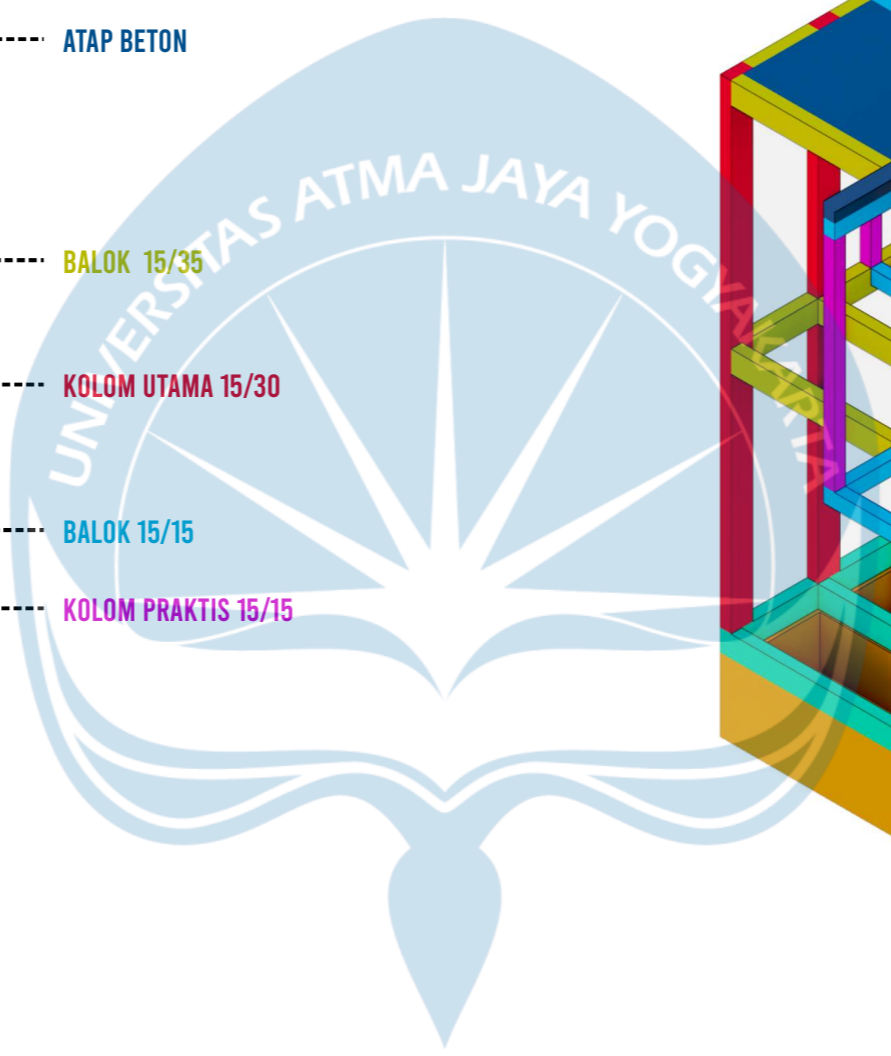 ATAP BETON
UNIVERSITAS ATMA JAYA YOGYAKARTA
BALOK 15/35
KOLOM UTAMA 15/30
BALOK 15/15
KOLOM PRAKTIS 15/15